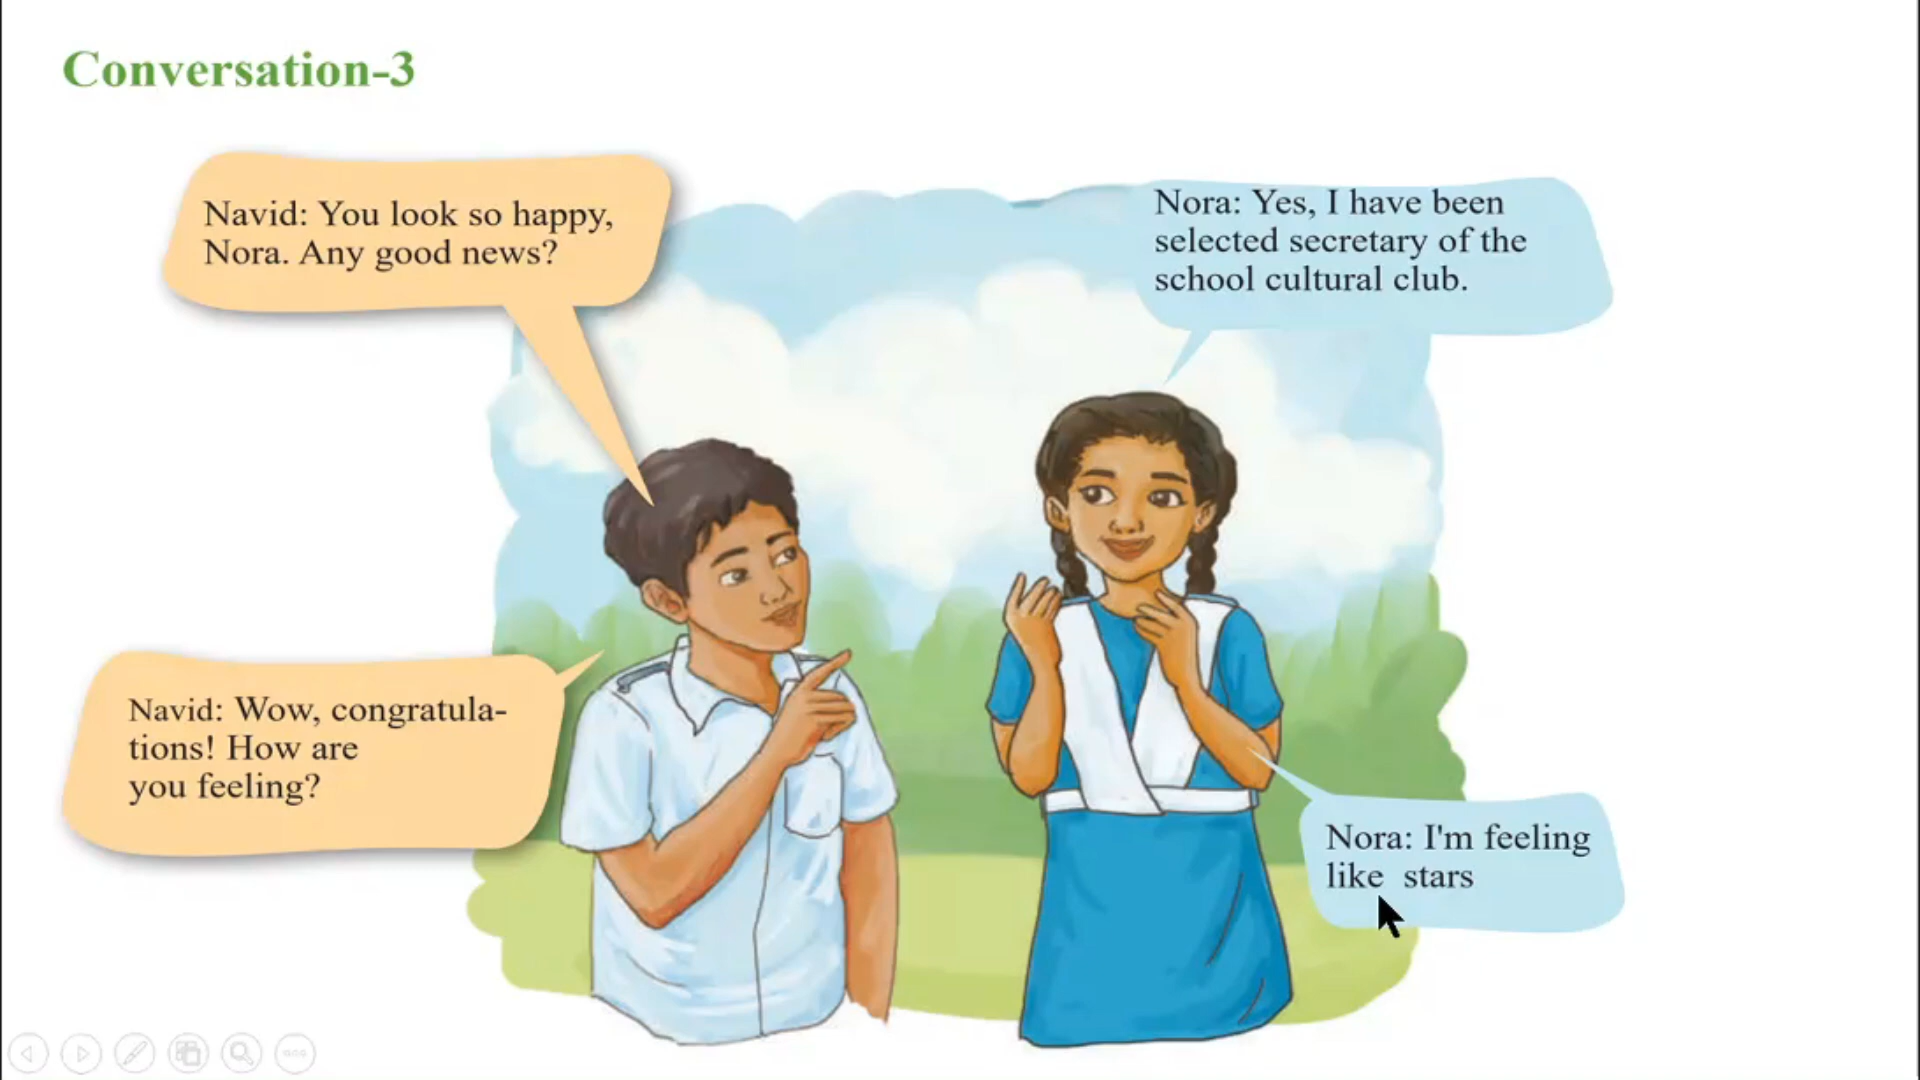 Conversation-3
Navid: You look so happy,
Nora. Any good news?
Nora: Yes, I have been
selected secretary of the
school cultural club.
Navid: Wow, congratula-
tions! How are
you feeling?
Nora: I'm feeling
like  stars